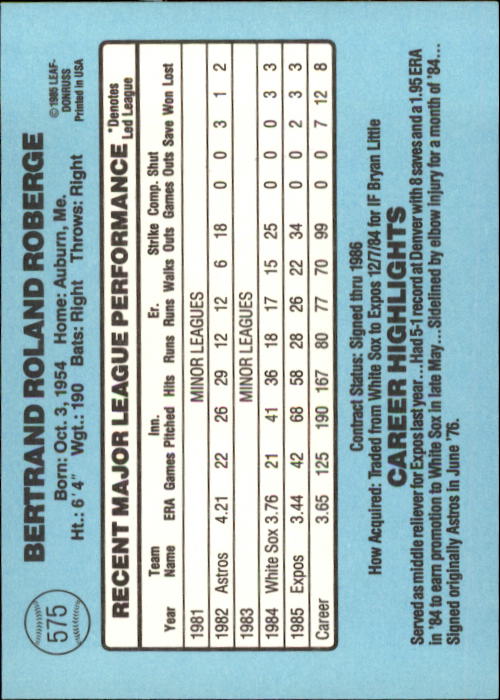 575
BERTRAND ROLAND ROBERGE
Born: Oct. 3, 1954 Home: Auburn, Me.
Ht.: 6'4" Wgt.: 190 Bats: Right Throws: Right
© 1985 LEAF-
DONRUSS
Printed in USA
RECENT MAJOR LEAGUE PERFORMANCE
*Denotes
Led League
Team Inn. Er. Strike Comp. Shut
Year Name ERA Games Pitched Hits Runs Runs Walks Outs Games Outs Save Won Lost
1981 MINOR LEAGUES
1982 Astros 4.21 22 26 29 12 12 6 18 0 0 3 1 2
1983 MINOR LEAGUES
1984 White Sox 3.76 21 41 36 18 17 15 25 0 0 0 3 3
1985 Expos 3.44 42 68 58 28 26 22 34 0 0 2 3 3
Career 3.65 125 190 167 80 77 70 99 0 0 7 12 8
Contract Status: Signed thru 1986
How Acquired: Traded from White Sox to Expos 12/7/84 for IF Bryan Little
CAREER HIGHLIGHTS
Served as middle reliever for Expos last year...Had 5-1 record at Denver with 8 saves and a 1.95 ERA
in '84 to earn promotion to White Sox in late May...Sidelined by elbow injury for a month of '84...
Signed originally Astros in June '76.